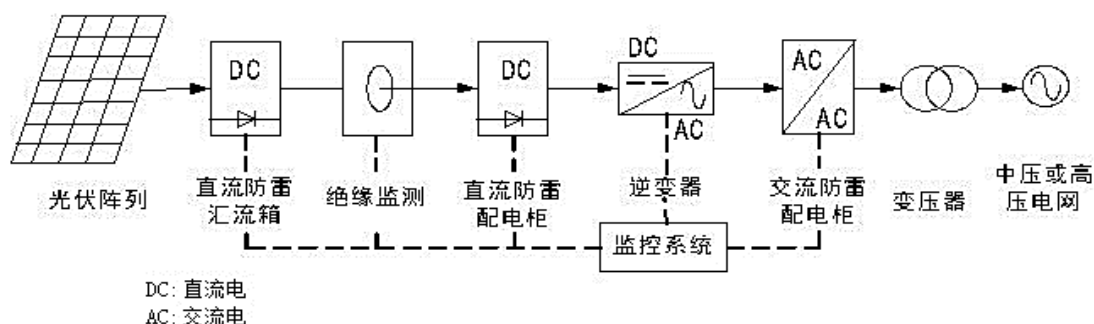 DC
DC
DC
AC
AC
AC
光伏阵列
直流防雷
汇流箱
绝缘监测
直流防雷
配电柜
逆变器
交流防雷
配电柜
变压器
中压或高
压电网
监控系统
DC: 直流电
AC: 交流电